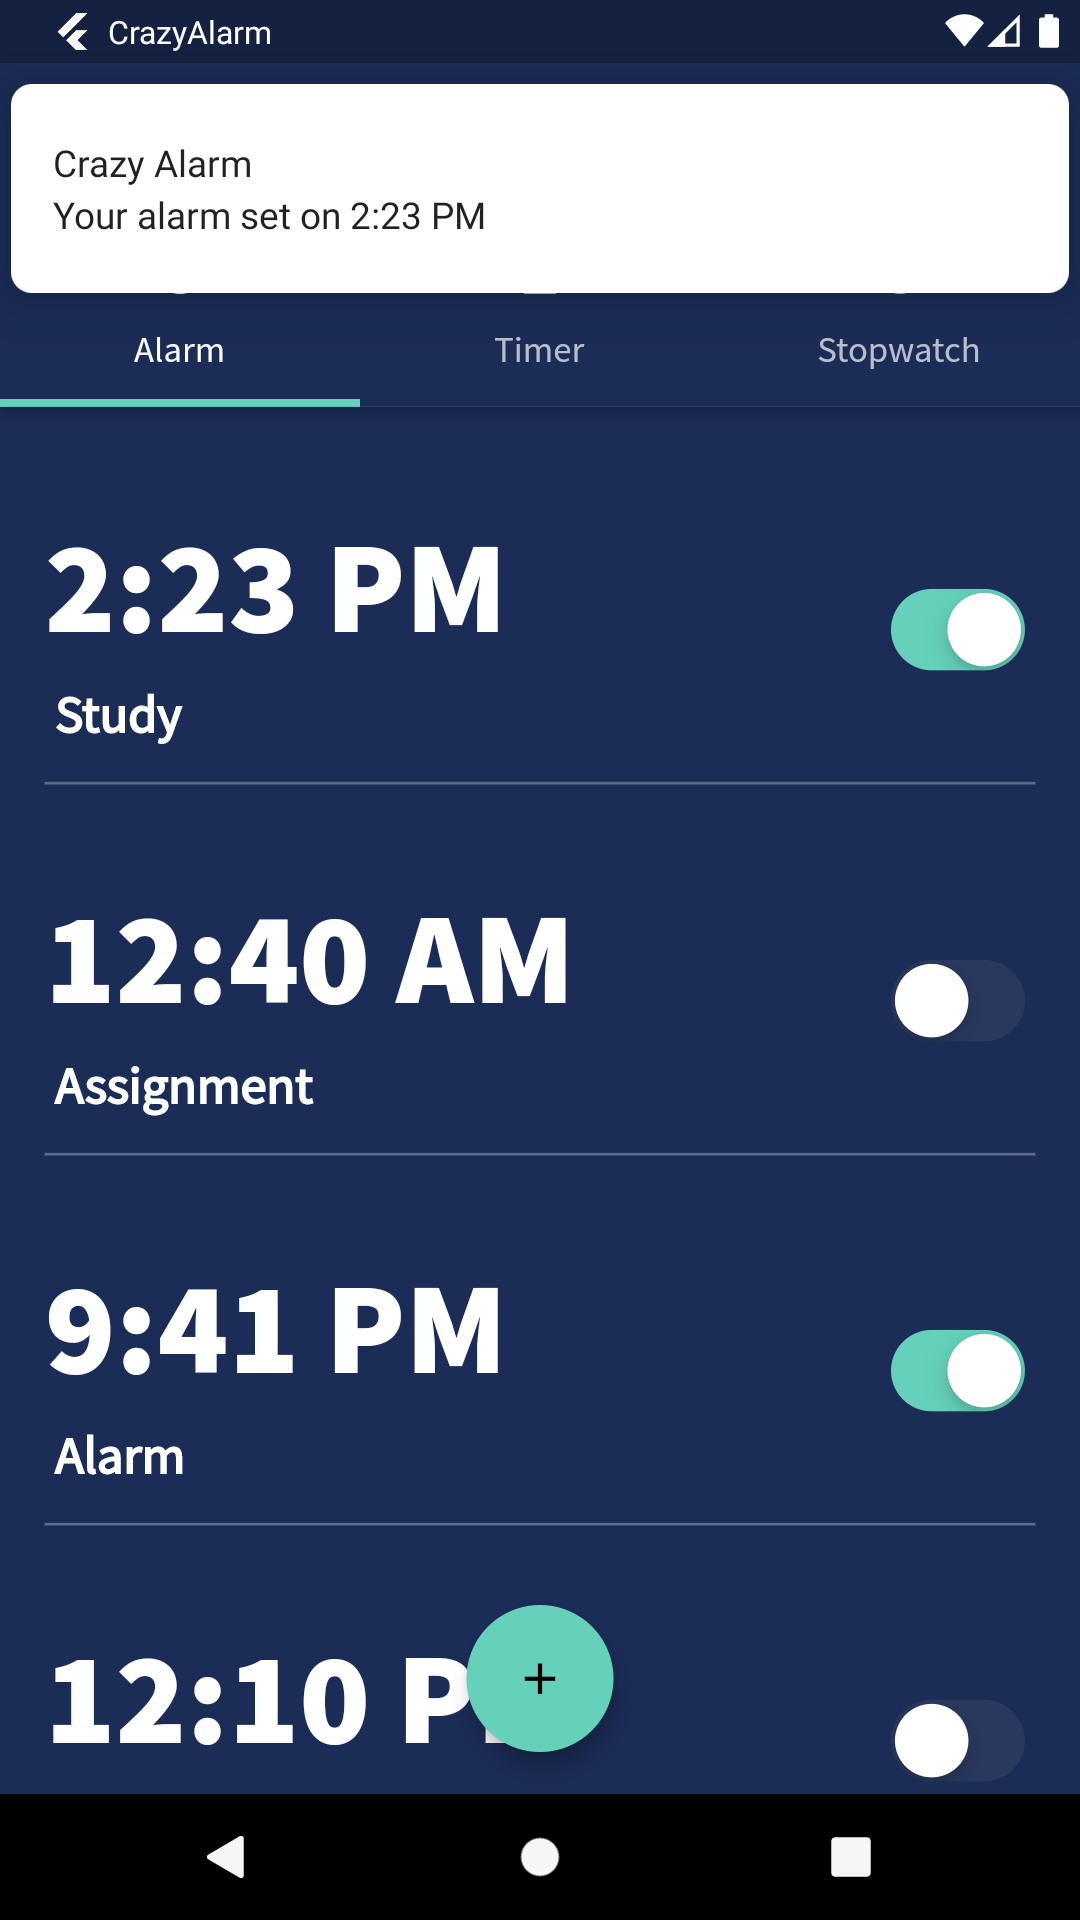 CrazyAlarm
Crazy Alarm
Your alarm set on 2:23 PM
Alarm
Timer
Stopwatch
2:23 PM
Study
12:40 AM
Assignment
9:41 PM
Alarm
12:10